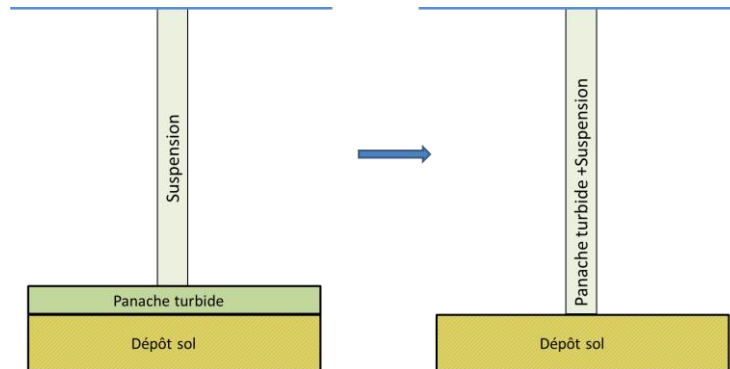 Suspension
Panache turbide
Dépôt sol
Panache turbide +Suspension
Dépôt sol